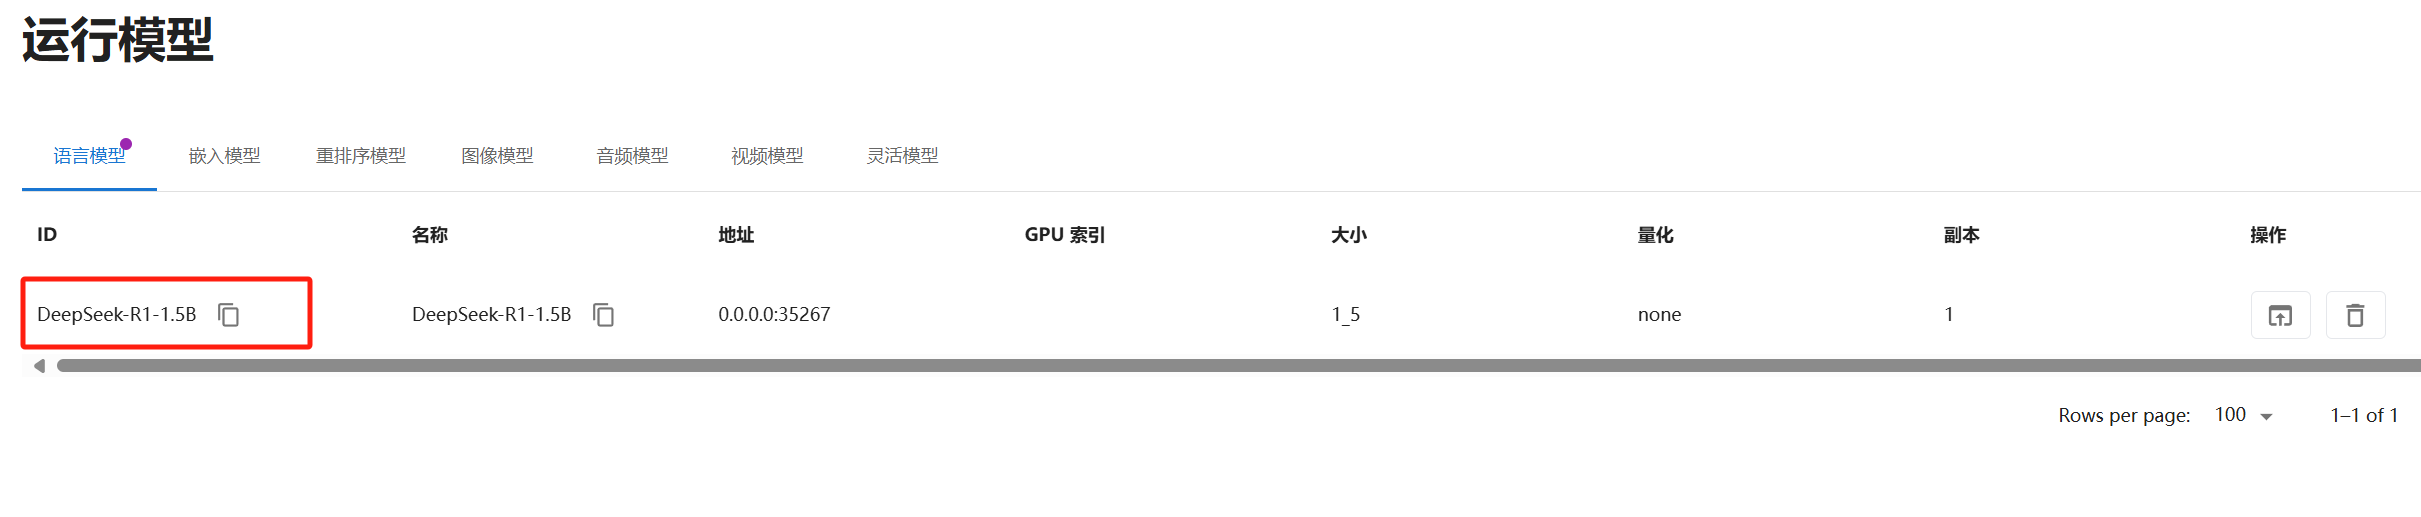 运行模型
语言模型 嵌入模型 重排序模型 图像模型 音频模型 视频模型 灵活模型
ID 名称 地址 GPU 索引 大小 量化 副本 操作
DeepSeek-R1-1.5B DeepSeek-R1-1.5B 0.0.0.0:35267 1_5 none 1
Rows per page: 100 1–1 of 1